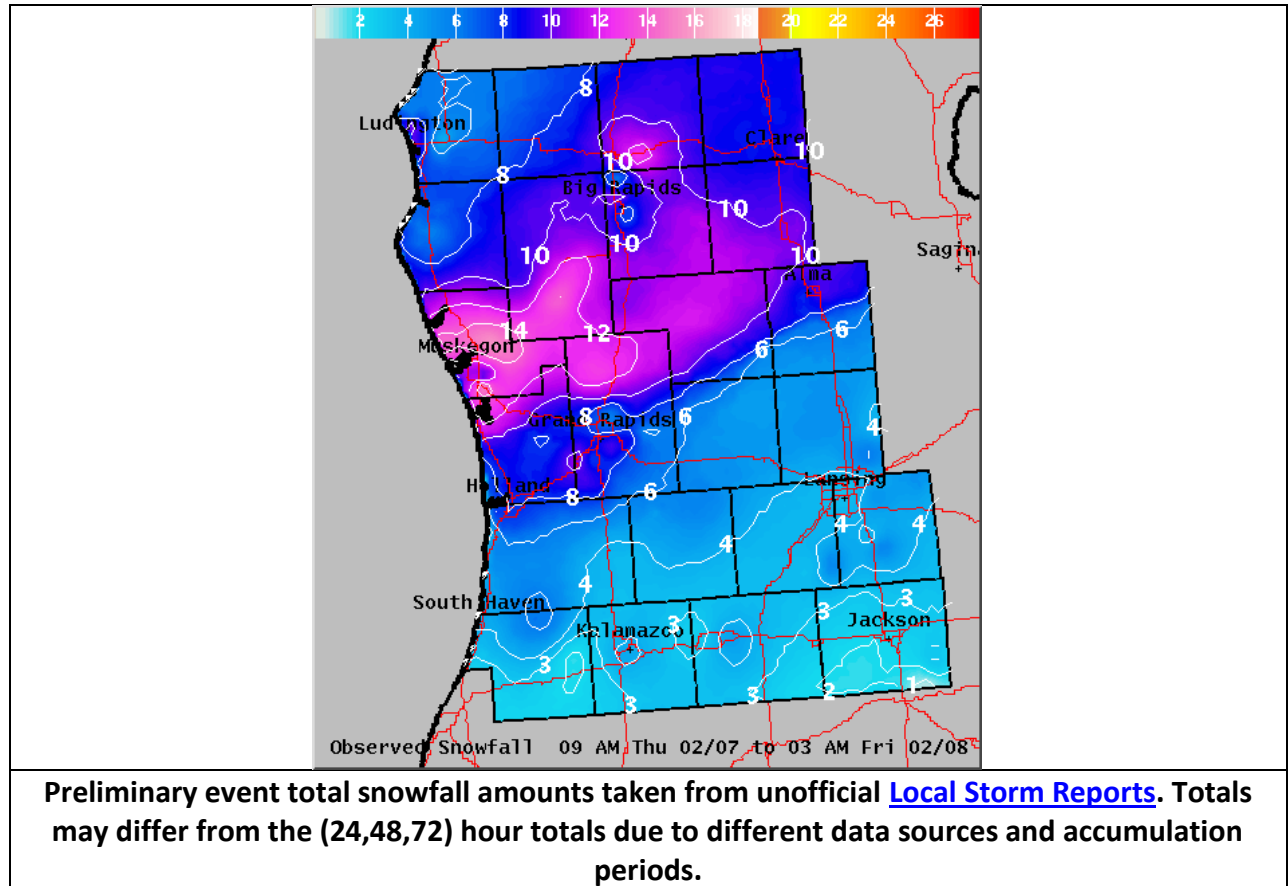 2 4 6 8 10 12 14 16 18 20 22 24 26
8
Ludington
Clare
10
10
8
Big Rapids
10
10
10
Sagin
10
Alma
14
12
6
Muskegon
6
8
6
Grand Rapids
4
Holland
Lansing
8
6
4
4
4
4
South Haven
3
3
3
Jackson
Kalamazoo
3
3
3
2
1
Observed Snowfall 09 AM Thu 02/07 to 03 AM Fri 02/08
Preliminary event total snowfall amounts taken from unofficial Local Storm Reports. Totals
may differ from the (24,48,72) hour totals due to different data sources and accumulation
periods.